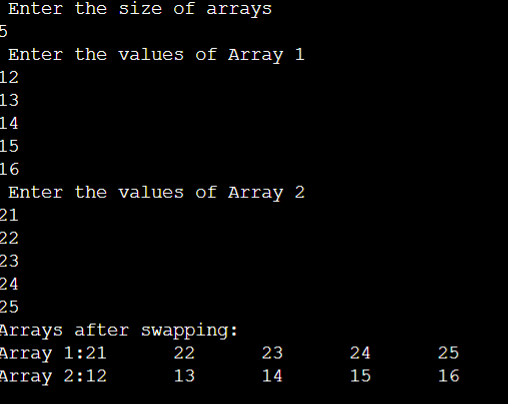 Enter the size of arrays
5
Enter the values of Array 1
12
13
14
15
16
Enter the values of Array 2
21
22
23
24
25
Arrays after swapping:
Array 1:21 22 23 24 25
Array 2:12 13 14 15 16